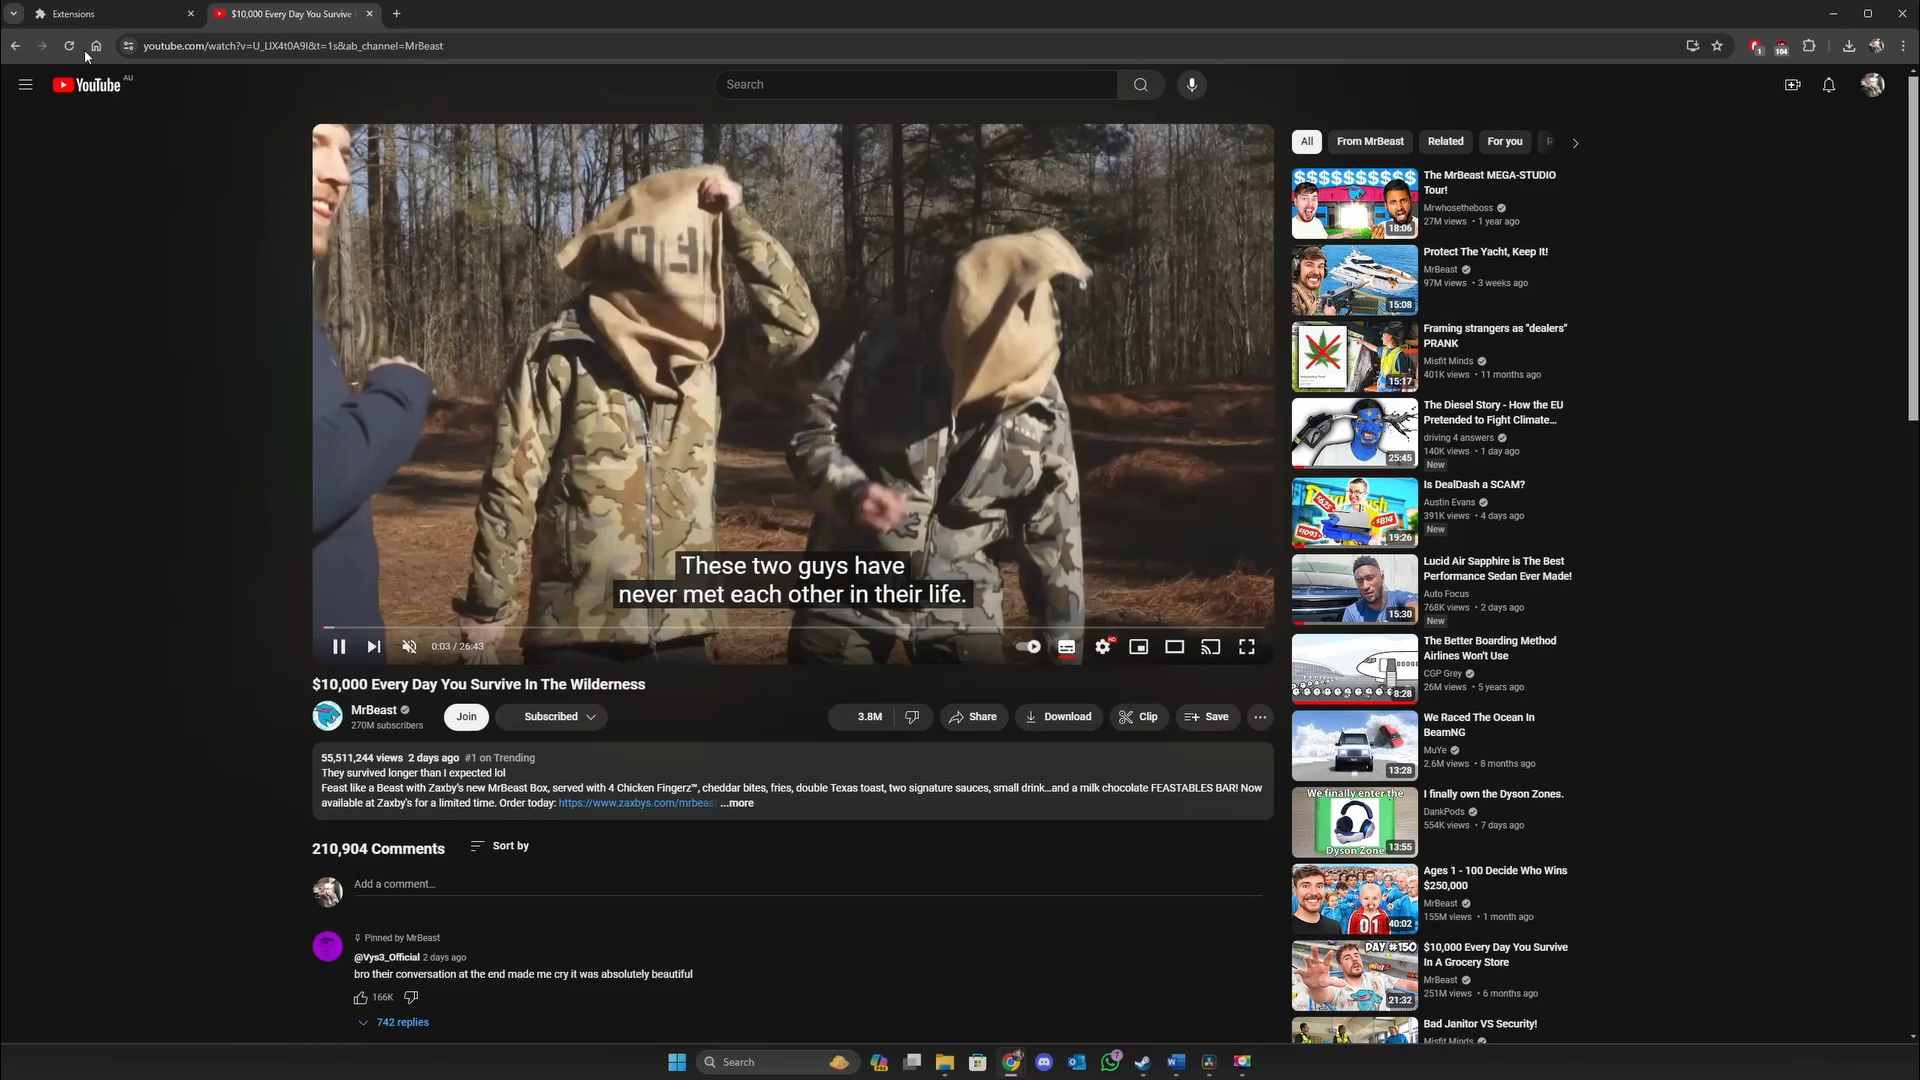 Extensions
$10,000 Every Day You Survive
youtube.com/watch?v=U_LlX4t0A9I&t=1s&ab_channel=MrBeast
1
104
YouTube AU
Search
All
From MrBeast
Related
For you
These two guys have
never met each other in their life.
0:03 / 26:43
HD
$10,000 Every Day You Survive In The Wilderness
MrBeast
270M subscribers
Join
Subscribed
3.8M
Share
Download
Clip
Save
55,511,244 views 2 days ago #1 on Trending
They survived longer than I expected lol
Feast like a Beast with Zaxby's new MrBeast Box, served with 4 Chicken Fingerz™, cheddar bites, fries, double Texas toast, two signature sauces, small drink…and a milk chocolate FEASTABLES BAR! Now
available at Zaxby's for a limited time. Order today: https://www.zaxbys.com/mrbeas ...more
210,904 Comments
Sort by
Add a comment...
Pinned by MrBeast
@Vys3_Official 2 days ago
bro their conversation at the end made me cry it was absolutely beautiful
166K
742 replies
$$$$$$$$$
18:06
The MrBeast MEGA-STUDIO
Tour!
Mrwhosetheboss
27M views • 1 year ago
15:08
Protect The Yacht, Keep It!
MrBeast
97M views • 3 weeks ago
15:17
Framing strangers as "dealers"
PRANK
Misfit Minds
401K views • 11 months ago
25:45
The Diesel Story - How the EU
Pretended to Fight Climate...
driving 4 answers
140K views • 1 day ago
New
$814
19:26
Is DealDash a SCAM?
Austin Evans
391K views • 4 days ago
New
15:30
Lucid Air Sapphire is The Best
Performance Sedan Ever Made!
Auto Focus
768K views • 2 days ago
New
8:28
The Better Boarding Method
Airlines Won't Use
CGP Grey
26M views • 5 years ago
13:28
We Raced The Ocean In
BeamNG
MuYe
2.6M views • 8 months ago
We finally enter the
Dyson Zone
13:55
I finally own the Dyson Zones.
DankPods
554K views • 7 days ago
01
40:02
Ages 1 - 100 Decide Who Wins
$250,000
MrBeast
155M views • 1 month ago
DAY #150
21:32
$10,000 Every Day You Survive
In A Grocery Store
MrBeast
251M views • 6 months ago
Bad Janitor VS Security!
Misfit Minds
Search
7